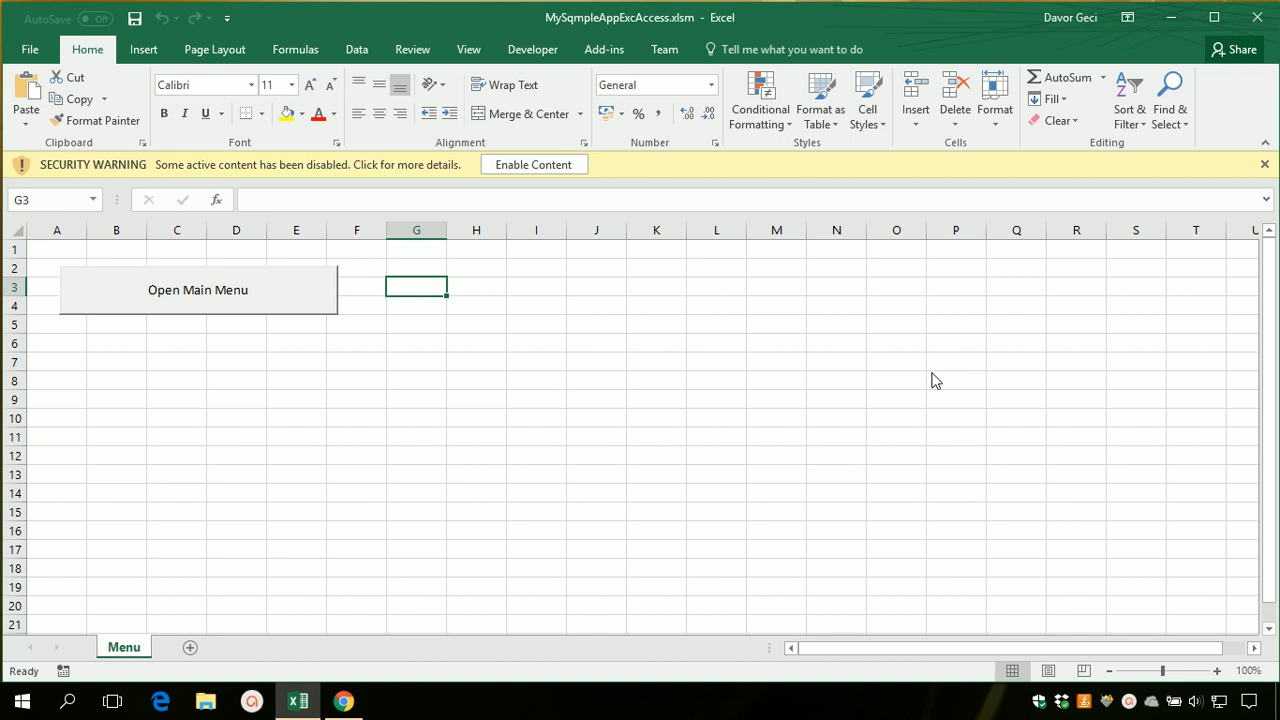 AutoSave Off
MySqmpleAppExcAccess.xlsm - Excel
Davor Geci
File Home Insert Page Layout Formulas Data Review View Developer Add-ins Team Tell me what you want to do Share
Paste
Cut
Copy
Format Painter
Clipboard
Calibri 11
B I U A
Font
Wrap Text
Merge & Center
Alignment
General
% ,
Number
Conditional Formatting
Format as Table
Cell Styles
Styles
Insert
Delete
Format
Cells
AutoSum
Fill
Clear
Sort & Filter
Find & Select
Editing
SECURITY WARNING Some active content has been disabled. Click for more details. Enable Content
G3 fx
A B C D E F G H I J K L M N O P Q R S T U
1
2
3
4
5
6
7
8
9
10
11
12
13
14
15
16
17
18
19
20
21
Open Main Menu
Menu
Ready
100%